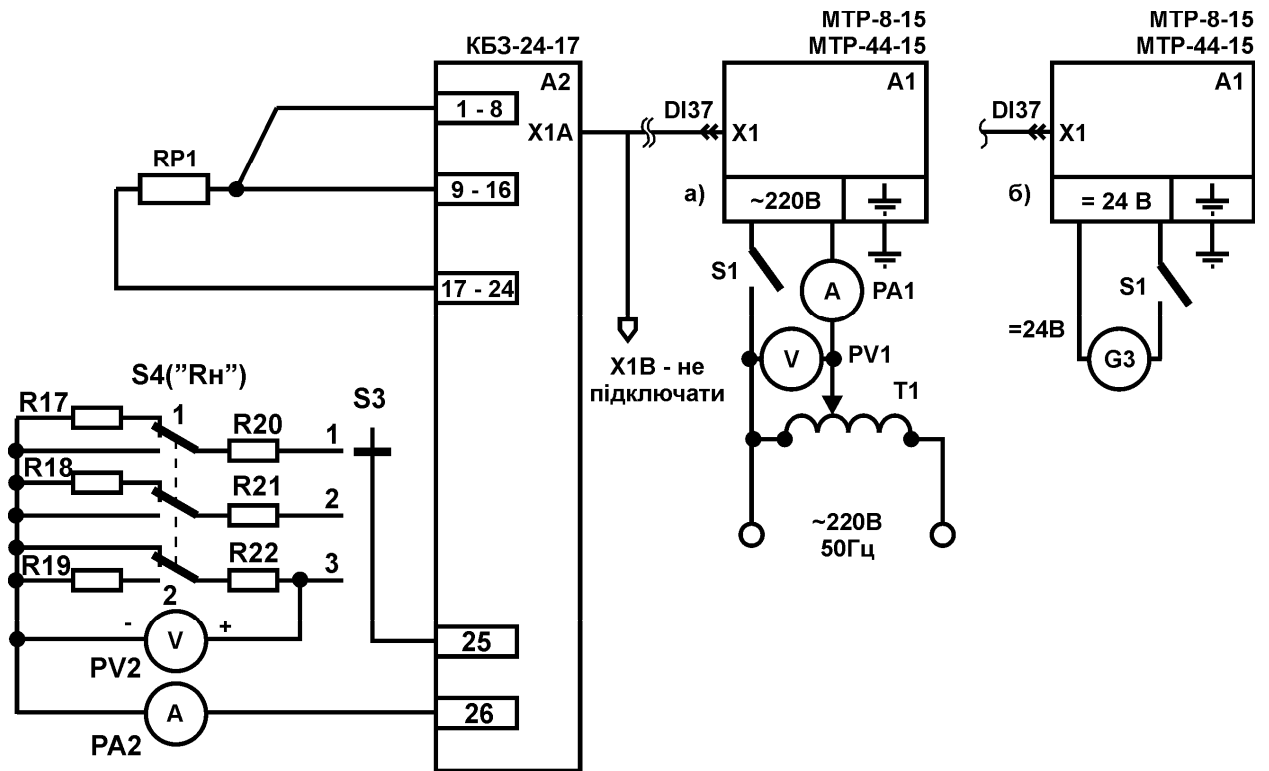 МТР-8-15
МТР-44-15
МТР-8-15
МТР-44-15
КБЗ-24-17
A2
X1A
1 - 8
9 - 16
17 - 24
25
26
RP1
DI37
X1
A1
а)
~220В
S1
A
PA1
V
PV1
T1
~220В
50Гц
X1B - не
підключати
DI37
X1
A1
б)
= 24 В
S1
=24В
G3
S4("Rн")
S3
R17
1
R20
1
R18
R21
2
R19
R22
3
2
-
V
+
PV2
A
PA2